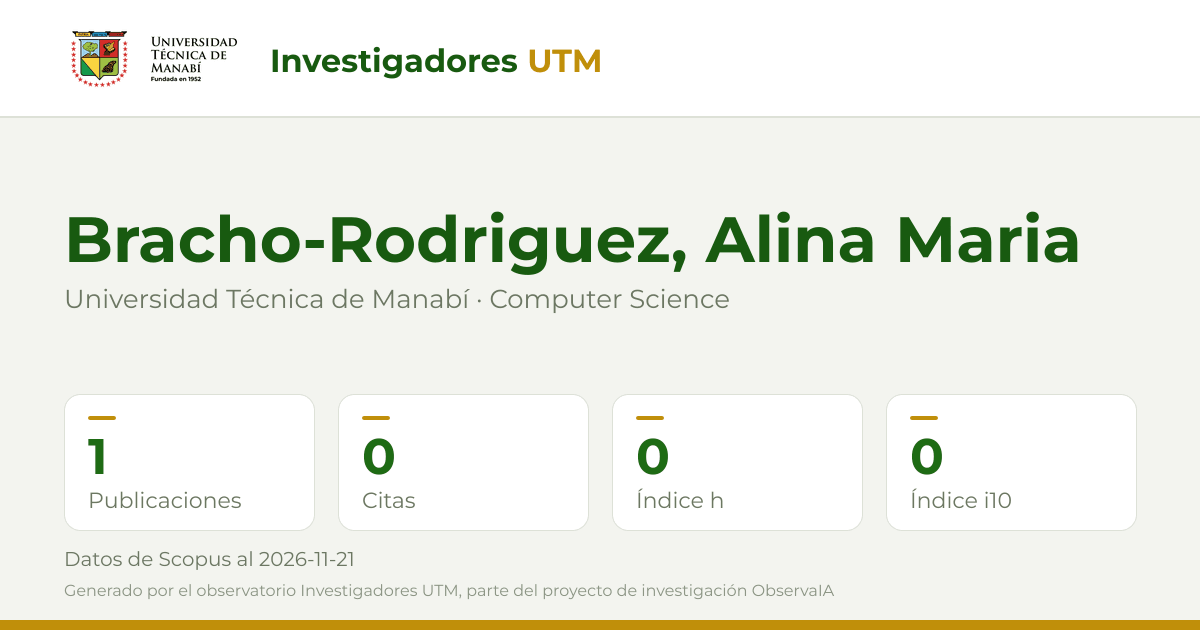 UNIVERSIDAD
TÉCNICA DE
MANABÍ
Fundada en 1952
Investigadores UTM
Bracho-Rodriguez, Alina Maria
Universidad Técnica de Manabí · Computer Science
1
Publicaciones
0
Citas
0
Índice h
0
Índice i10
Datos de Scopus al 2026-11-21
Generado por el observatorio Investigadores UTM, parte del proyecto de investigación ObservaIA